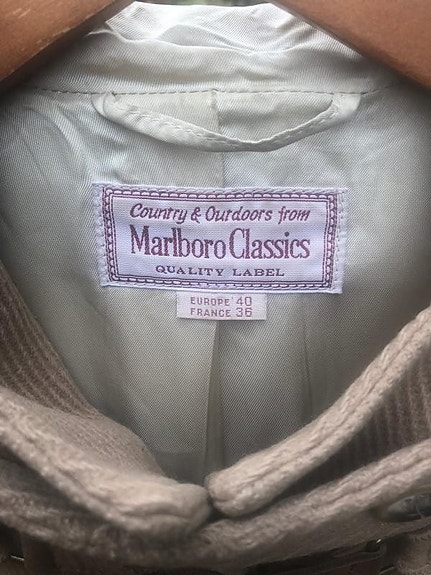 Country & Outdoors from
Marlboro Classics
QUALITY LABEL
EUROPE 40
FRANCE 36